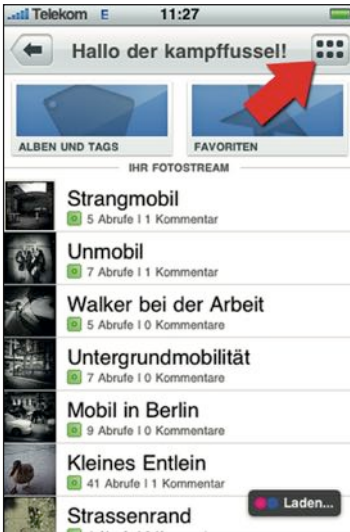 Telekom E 11:27
Hallo der kampffussel!
ALBEN UND TAGS
FAVORITEN
IHR FOTOSTREAM
Strangmobil
5 Abrufe | 1 Kommentar
Unmobil
7 Abrufe | 1 Kommentar
Walker bei der Arbeit
5 Abrufe | 0 Kommentare
Untergrundmobilität
7 Abrufe | 0 Kommentare
Mobil in Berlin
9 Abrufe | 0 Kommentare
Kleines Entlein
41 Abrufe | 1 Kommentar
Laden...
Strassenrand